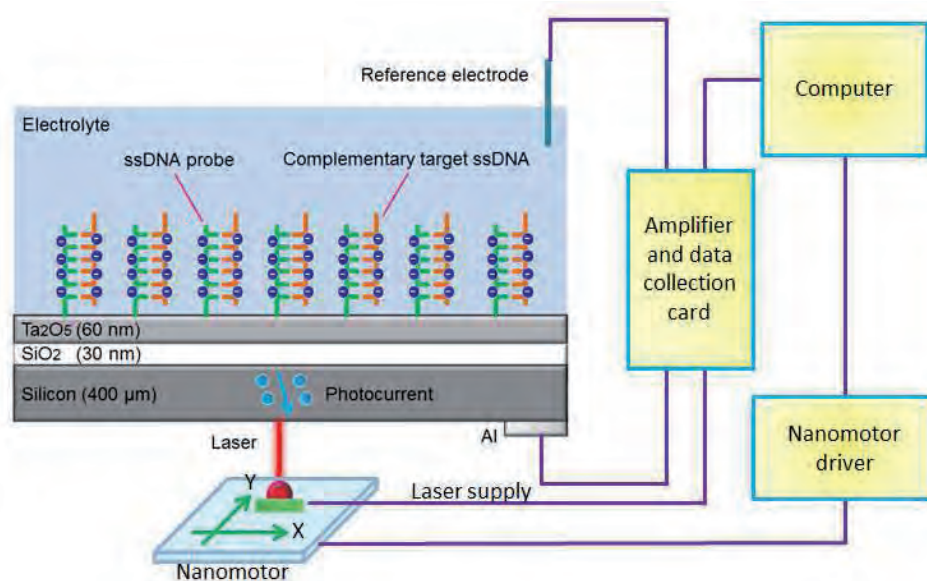 Reference electrode
Computer
Electrolyte
ssDNA probe
Complementary target ssDNA
Amplifier
and data
collection
card
Ta2O5 (60 nm)
SiO2 (30 nm)
Silicon (400 µm)
Photocurrent
Laser
Al
Nanomotor
driver
Y
Laser supply
X
Nanomotor